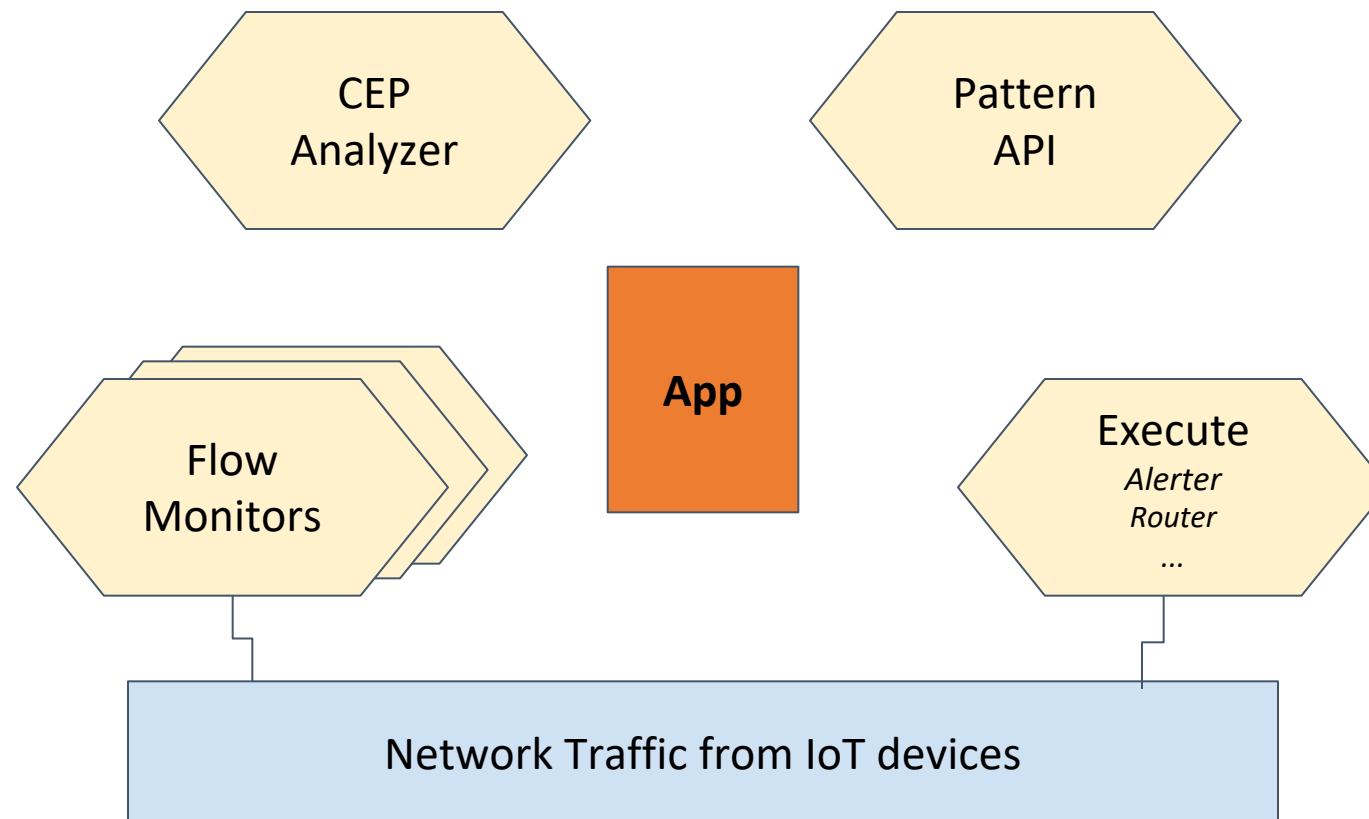 CEP
Analyzer
Pattern
API
App
Flow
Monitors
Execute
Alerter
Router
...
Network Traffic from IoT devices